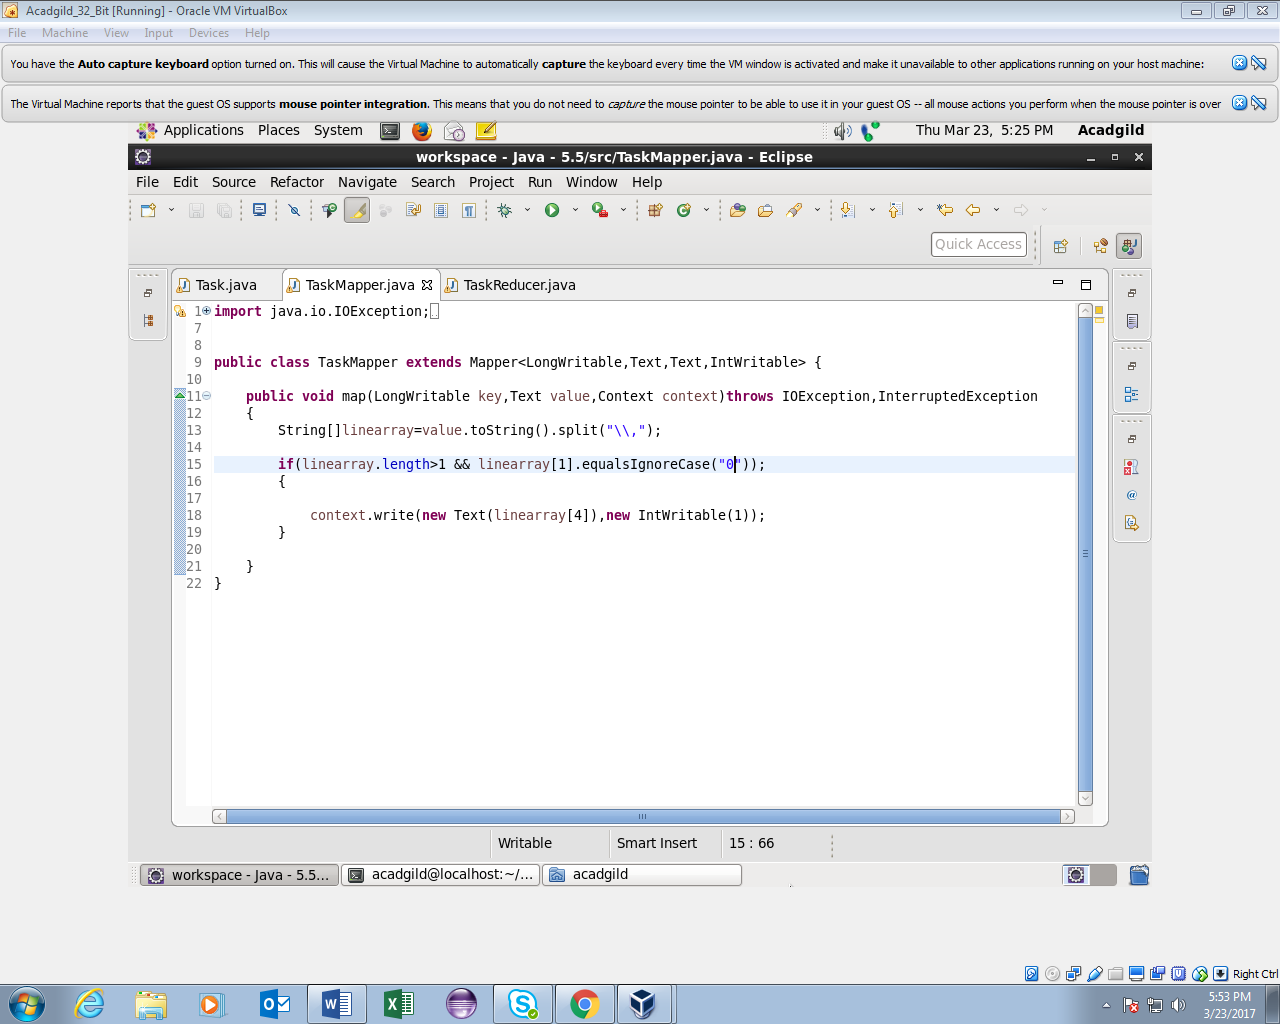 Acadgild_32_Bit [Running] - Oracle VM VirtualBox
File Machine View Input Devices Help
You have the Auto capture keyboard option turned on. This will cause the Virtual Machine to automatically capture the keyboard every time the VM window is activated and make it unavailable to other applications running on your host machine:
The Virtual Machine reports that the guest OS supports mouse pointer integration. This means that you do not need to capture the mouse pointer to be able to use it in your guest OS -- all mouse actions you perform when the mouse pointer is over
Applications Places System Thu Mar 23, 5:25 PM Acadgild
workspace - Java - 5.5/src/TaskMapper.java - Eclipse
File Edit Source Refactor Navigate Search Project Run Window Help
Quick Access
Task.java TaskMapper.java TaskReducer.java
1 import java.io.IOException;
7
8
9 public class TaskMapper extends Mapper<LongWritable,Text,Text,IntWritable> {
10
11 public void map(LongWritable key,Text value,Context context)throws IOException,InterruptedException
12 {
13 String[]linearray=value.toString().split("\\,");
14
15 if(linearray.length>1 && linearray[1].equalsIgnoreCase("0"));
16 {
17
18 context.write(new Text(linearray[4]),new IntWritable(1));
19 }
20
21 }
22 }
Writable Smart Insert 15 : 66
workspace - Java - 5.5... acadgild@localhost:~/... acadgild
Right Ctrl
5:53 PM
3/23/2017